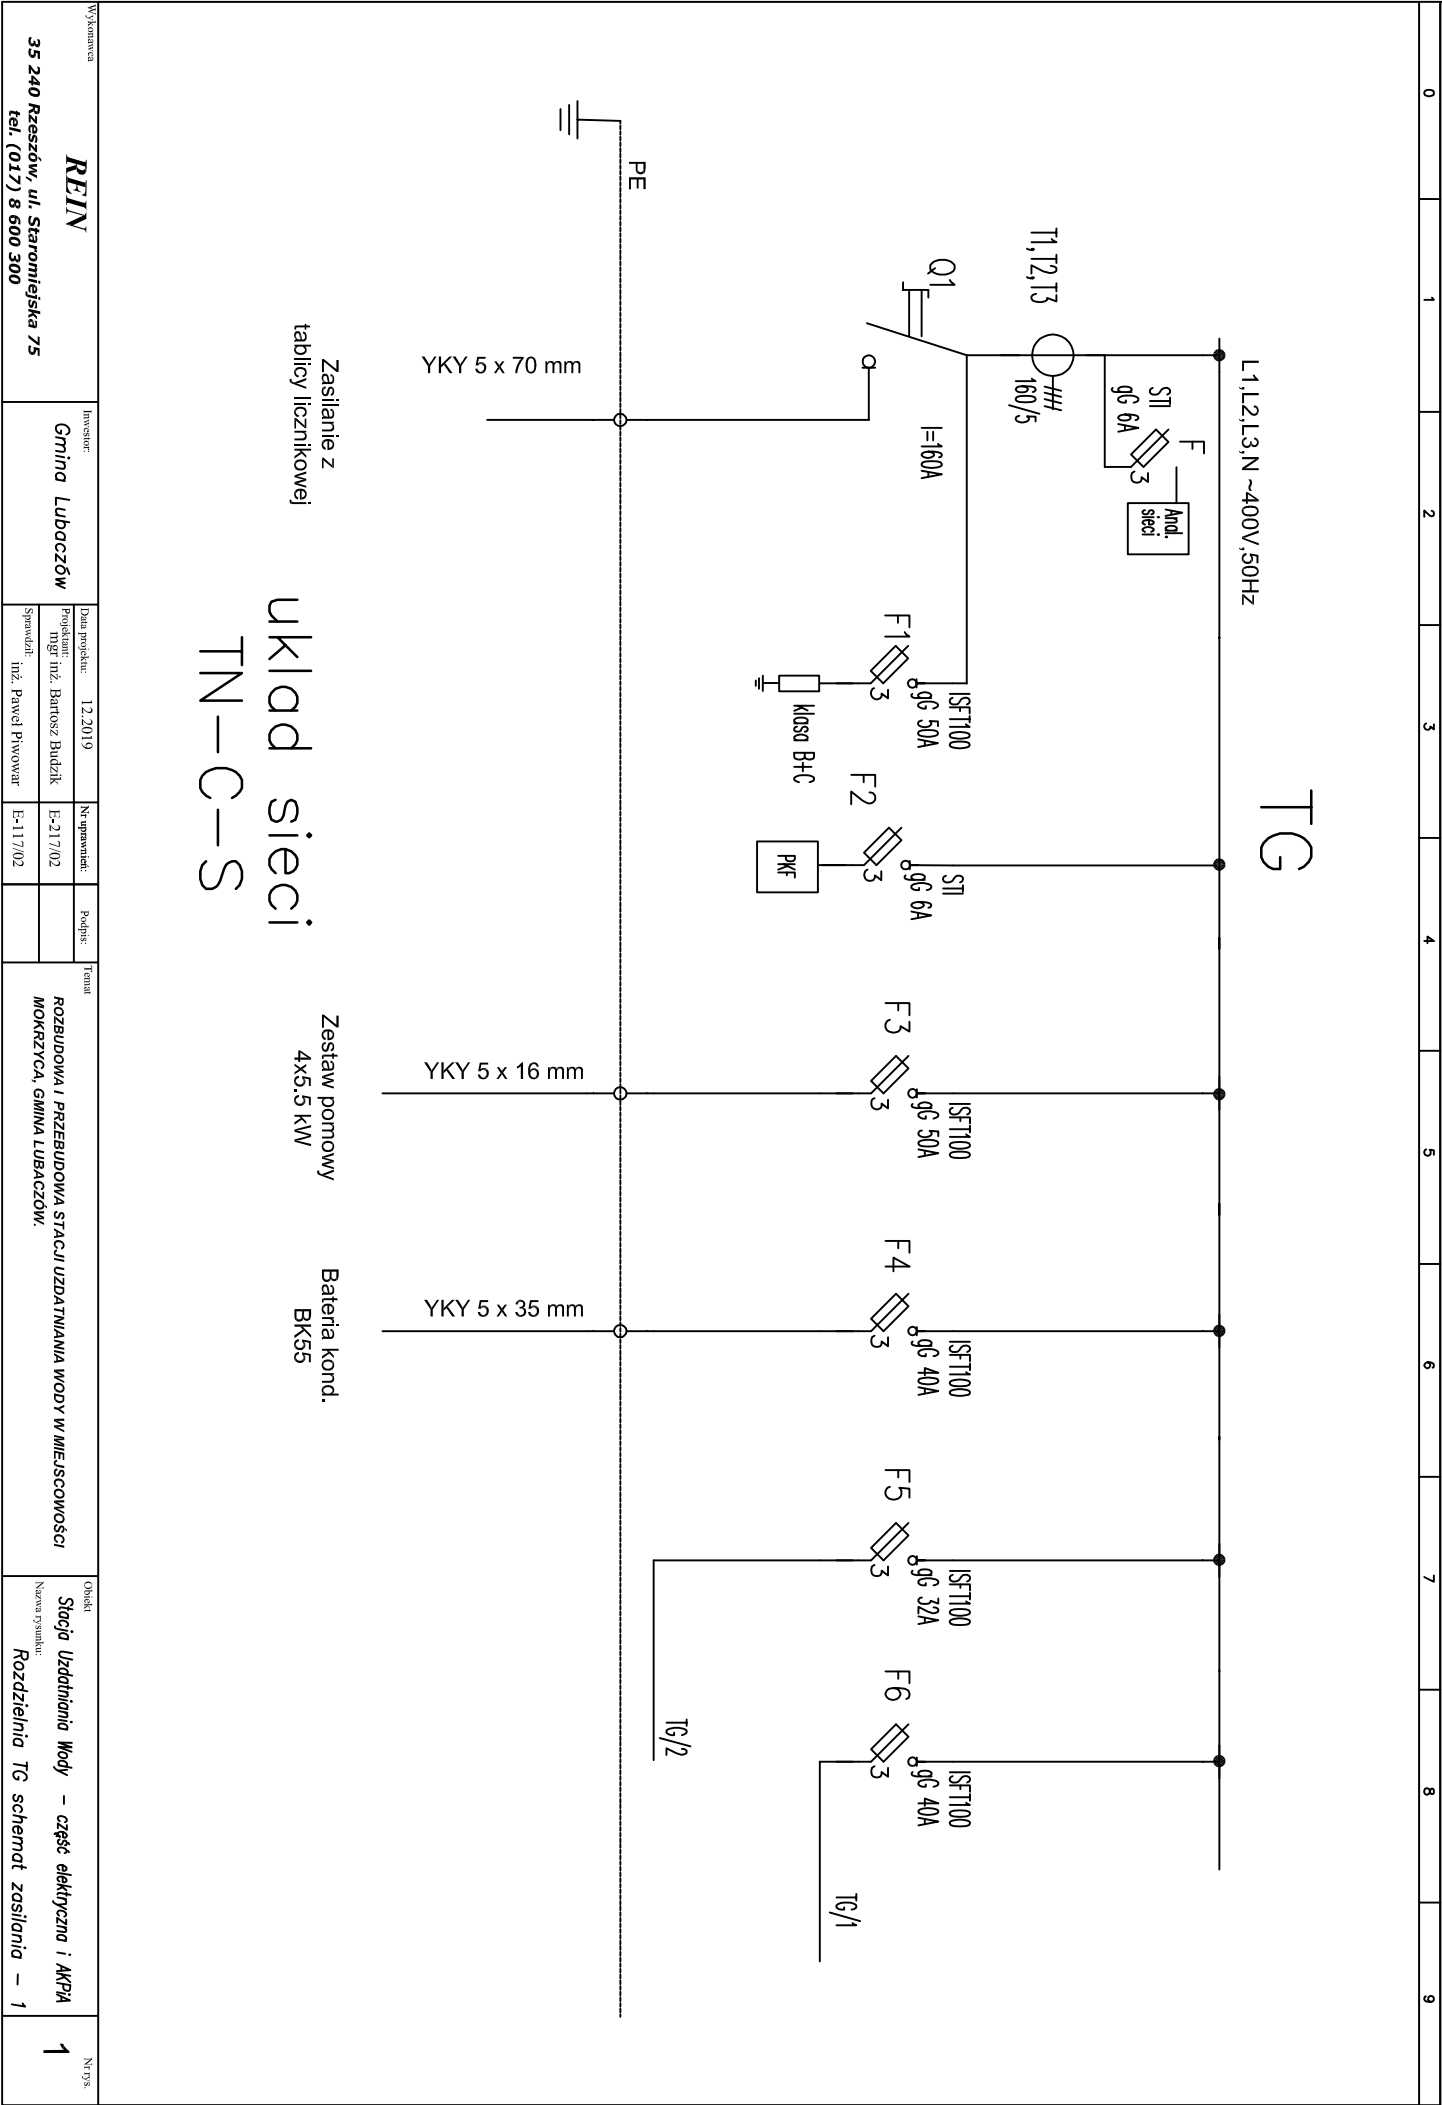 0
1
2
3
4
5
6
7
8
9
TG
L1,L2,L3,N ~400V,50Hz
F
STI
gG 6A
3
Anal.
sieci
T1,T2,T3
160/5
Q1
I=160A
F1
ISFT100
gG 50A
3
klasa B+C
F2
STI
gG 6A
3
PKF
F3
ISFT100
gG 50A
3
F4
ISFT100
gG 40A
3
F5
ISFT100
gG 32A
3
TG/2
F6
ISFT100
gG 40A
3
TG/1
PE
YKY 5 x 70 mm
YKY 5 x 16 mm
YKY 5 x 35 mm
Zasilanie z
tablicy licznikowej
Zestaw pomowy
4x5.5 kW
Bateria kond.
BK55
uklad sieci
TN-C-S
Wykonawca
REIN
35 240 Rzeszów, ul. Staromiejska 75
tel. (017) 8 600 300
Inwestor:
Gmina Lubaczów
Data projektu: 12.2019
Nr uprawnień:
Podpis:
Projektant:
mgr inż. Bartosz Budzik
E-217/02
Sprawdził:
inż. Paweł Piwowar
E-117/02
Temat
ROZBUDOWA I PRZEBUDOWA STACJI UZDATNIANIA WODY W MIEJSCOWOŚCI
MOKRZYCA, GMINA LUBACZÓW.
Obiekt
Stacja Uzdatniania Wody - część elektryczna i AKPiA
Nazwa rysunku:
Rozdzielnia TG schemat zasilania - 1
Nr rys.
1